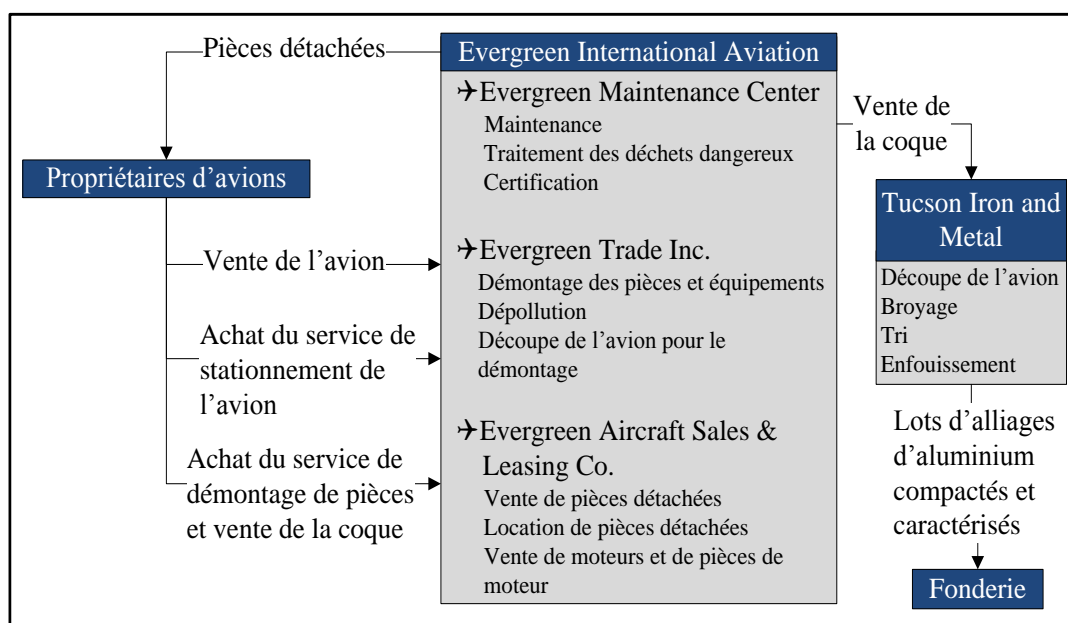 Pièces détachées
Propriétaires d’avions
Vente de l’avion
Achat du service de
stationnement de
l’avion
Achat du service de
démontage de pièces
et vente de la coque
Evergreen International Aviation
✈Evergreen Maintenance Center
Maintenance
Traitement des déchets dangereux
Certification
✈Evergreen Trade Inc.
Démontage des pièces et équipements
Dépollution
Découpe de l’avion pour le
démontage
✈Evergreen Aircraft Sales &
Leasing Co.
Vente de pièces détachées
Location de pièces détachées
Vente de moteurs et de pièces de
moteur
Vente de
la coque
Tucson Iron and
Metal
Découpe de l’avion
Broyage
Tri
Enfouissement
Lots d’alliages
d’aluminium
compactés et
caractérisés
Fonderie